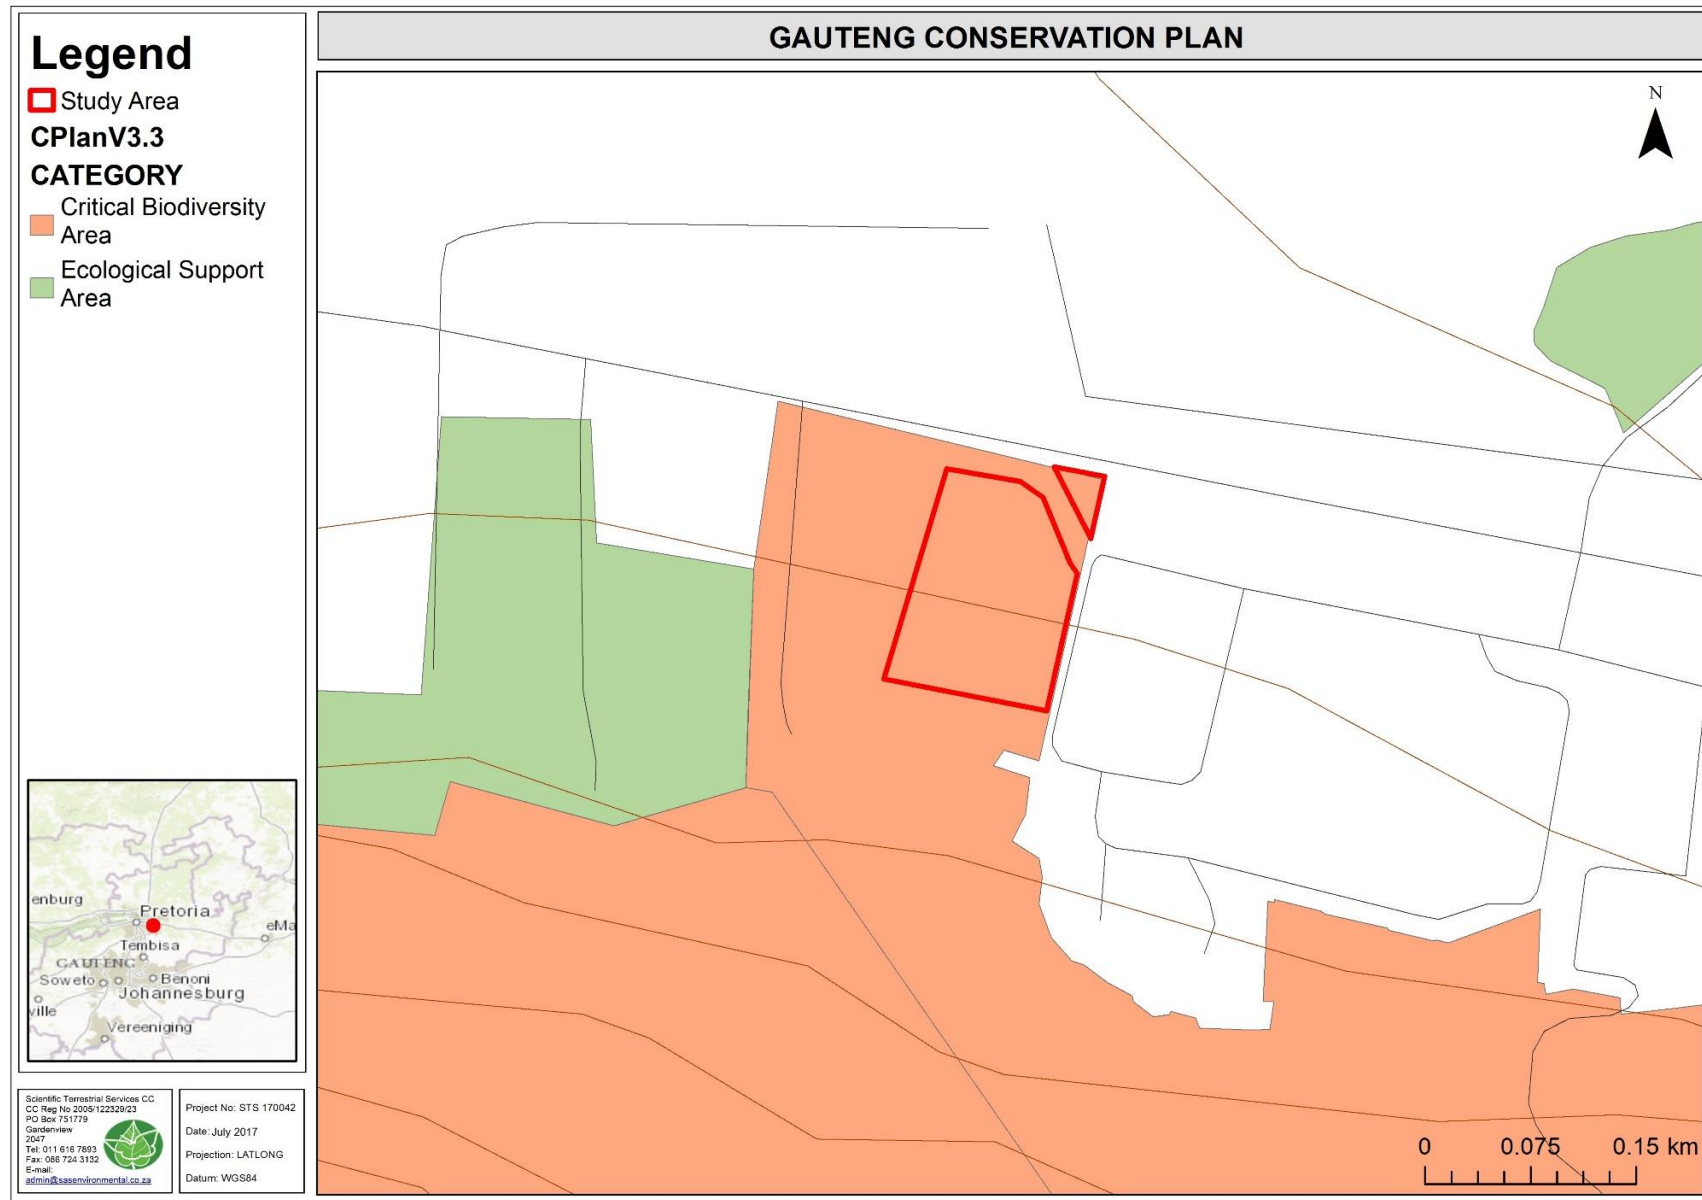 Legend
Study Area
CPlanV3.3
CATEGORY
Critical Biodiversity
Area
Ecological Support
Area
GAUTENG CONSERVATION PLAN
N
0 0.075 0.15 km
enburg
Pretoria
eMa
Tembisa
GAUTENG
Soweto
Benoni
Johannesburg
ville
Vereeniging
Scientific Terrestrial Services CC
CC Reg No 2005/122329/23
PO Box 751779
Gardenview
2047
Tel: 011 616 7893
Fax: 086 724 3132
E-mail:
admin@sasenvironmental.co.za
Project No: STS 170042
Date: July 2017
Projection: LATLONG
Datum: WGS84